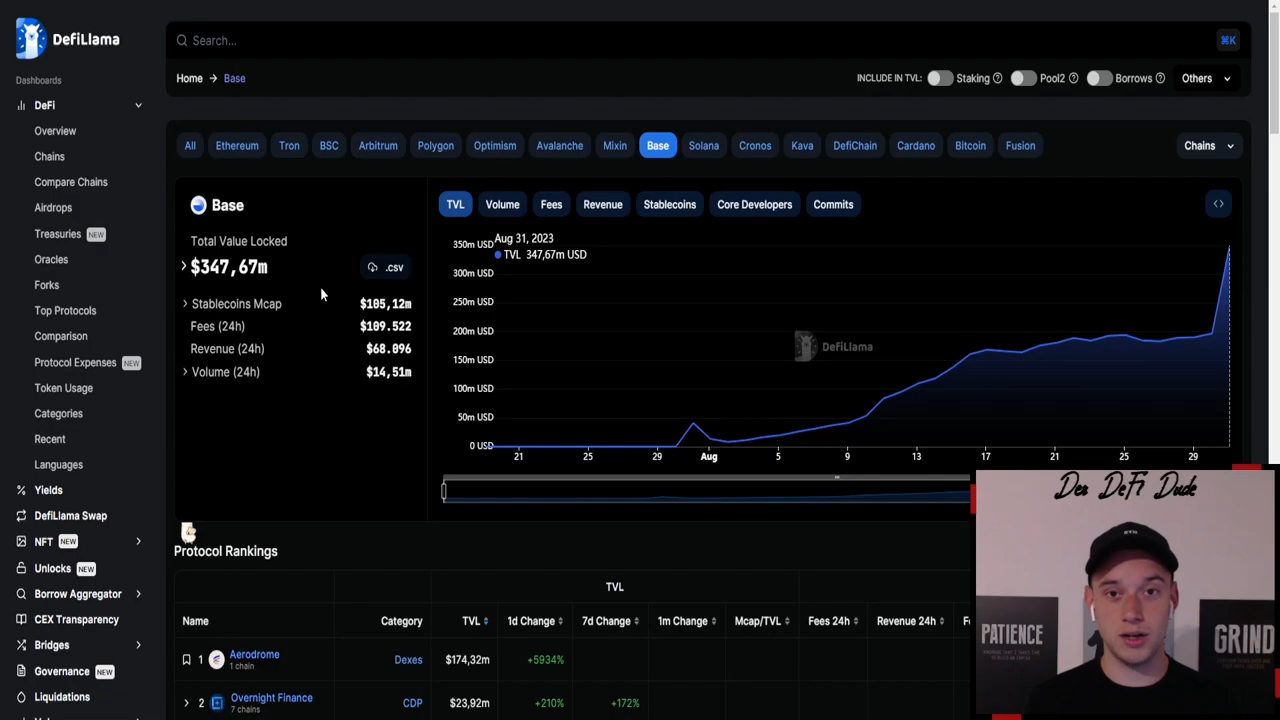 DefiLlama
Search...
⌘K
Dashboards
DeFi
Overview
Chains
Compare Chains
Airdrops
Treasuries NEW
Oracles
Forks
Top Protocols
Comparison
Protocol Expenses NEW
Token Usage
Categories
Recent
Languages
Yields
DefiLlama Swap
NFT NEW
Unlocks NEW
Borrow Aggregator
CEX Transparency
Bridges
Governance NEW
Liquidations
Home → Base
INCLUDE IN TVL: Staking Pool2 Borrows Others
All Ethereum Tron BSC Arbitrum Polygon Optimism Avalanche Mixin Base Solana Cronos Kava DefiChain Cardano Bitcoin Fusion Chains
Base
Total Value Locked
$347,67m
.csv
Stablecoins Mcap $105,12m
Fees (24h) $109.522
Revenue (24h) $68.096
Volume (24h) $14,51m
TVL Volume Fees Revenue Stablecoins Core Developers Commits
Aug 31, 2023
TVL 347,67m USD
350m USD
300m USD
250m USD
200m USD
150m USD
100m USD
50m USD
0 USD
21 25 29 Aug 5 9 13 17 21 25 29
DefiLlama
Protocol Rankings
TVL
Name Category TVL 1d Change 7d Change 1m Change Mcap/TVL Fees 24h Revenue 24h
1 Aerodrome Dexes $174,32m +5934%
1 chain
2 Overnight Finance CDP $23,92m +210% +172%
7 chains
Der DeFi Dude
ETH
PATIENCE
GRIND